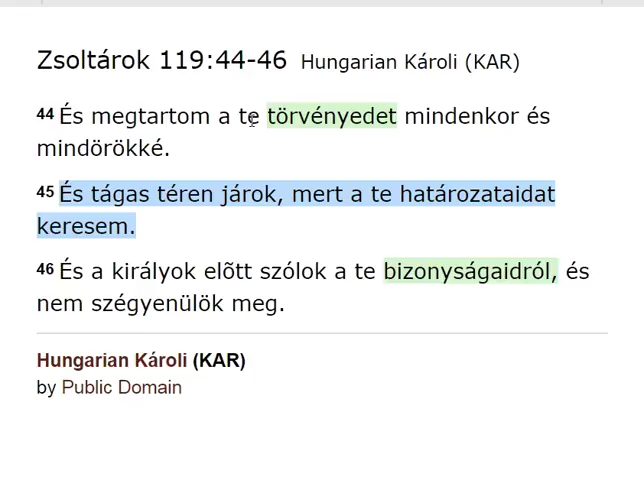 Zsoltárok 119:44-46 Hungarian Károli (KAR)
44 És megtartom a te törvényedet mindenkor és
mindörökké.
45 És tágas téren járok, mert a te határozataidat
keresem.
46 És a királyok elõtt szólok a te bizonyságaidról, és
nem szégyenülök meg.
Hungarian Károli (KAR)
by Public Domain